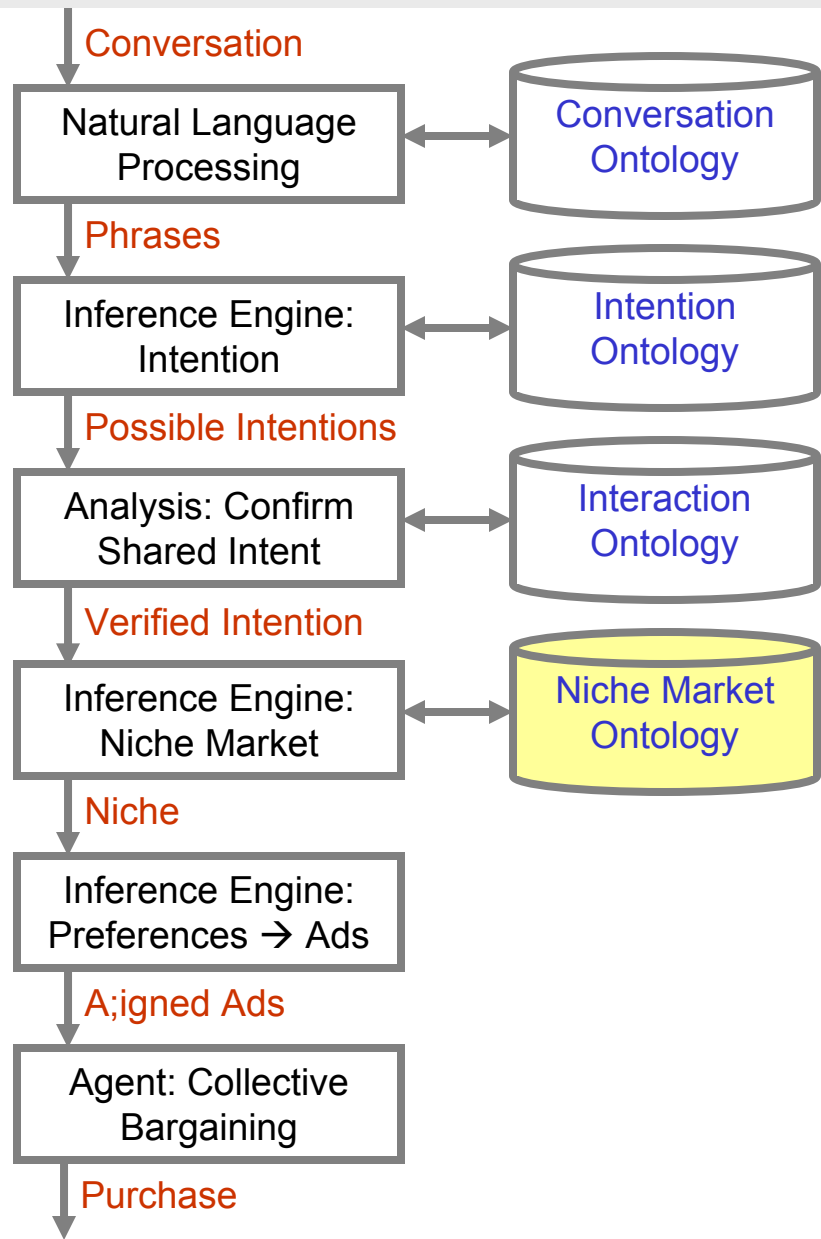 Conversation
Natural Language
Processing
Conversation
Ontology
Phrases
Inference Engine:
Intention
Intention
Ontology
Possible Intentions
Analysis: Confirm
Shared Intent
Interaction
Ontology
Verified Intention
Inference Engine:
Niche Market
Niche Market
Ontology
Niche
Inference Engine:
Preferences → Ads
A;igned Ads
Agent: Collective
Bargaining
Purchase